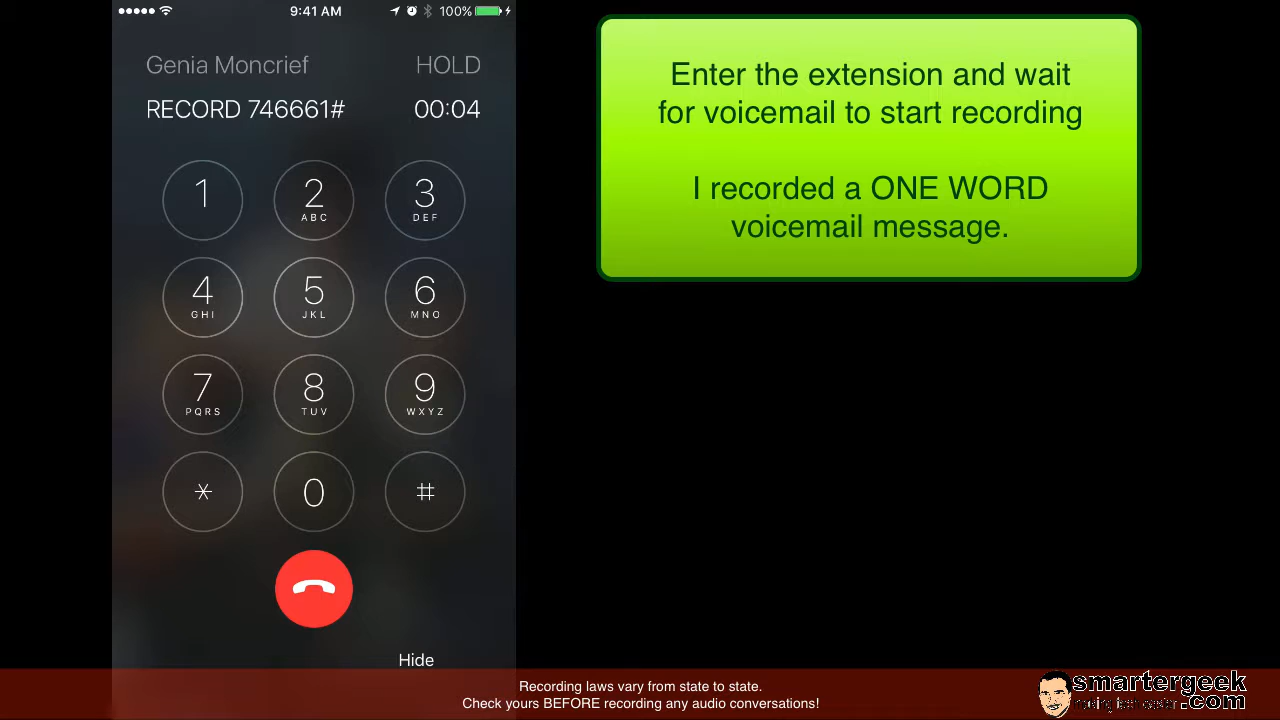 9:41 AM
100%
Genia Moncrief HOLD
RECORD 746661# 00:04
1
2
ABC
3
DEF
4
GHI
5
JKL
6
MNO
7
PQRS
8
TUV
9
WXYZ
*
0
#
Hide
Enter the extension and wait
for voicemail to start recording
I recorded a ONE WORD
voicemail message.
Recording laws vary from state to state.
Check yours BEFORE recording any audio conversations!
smartergeek
.com